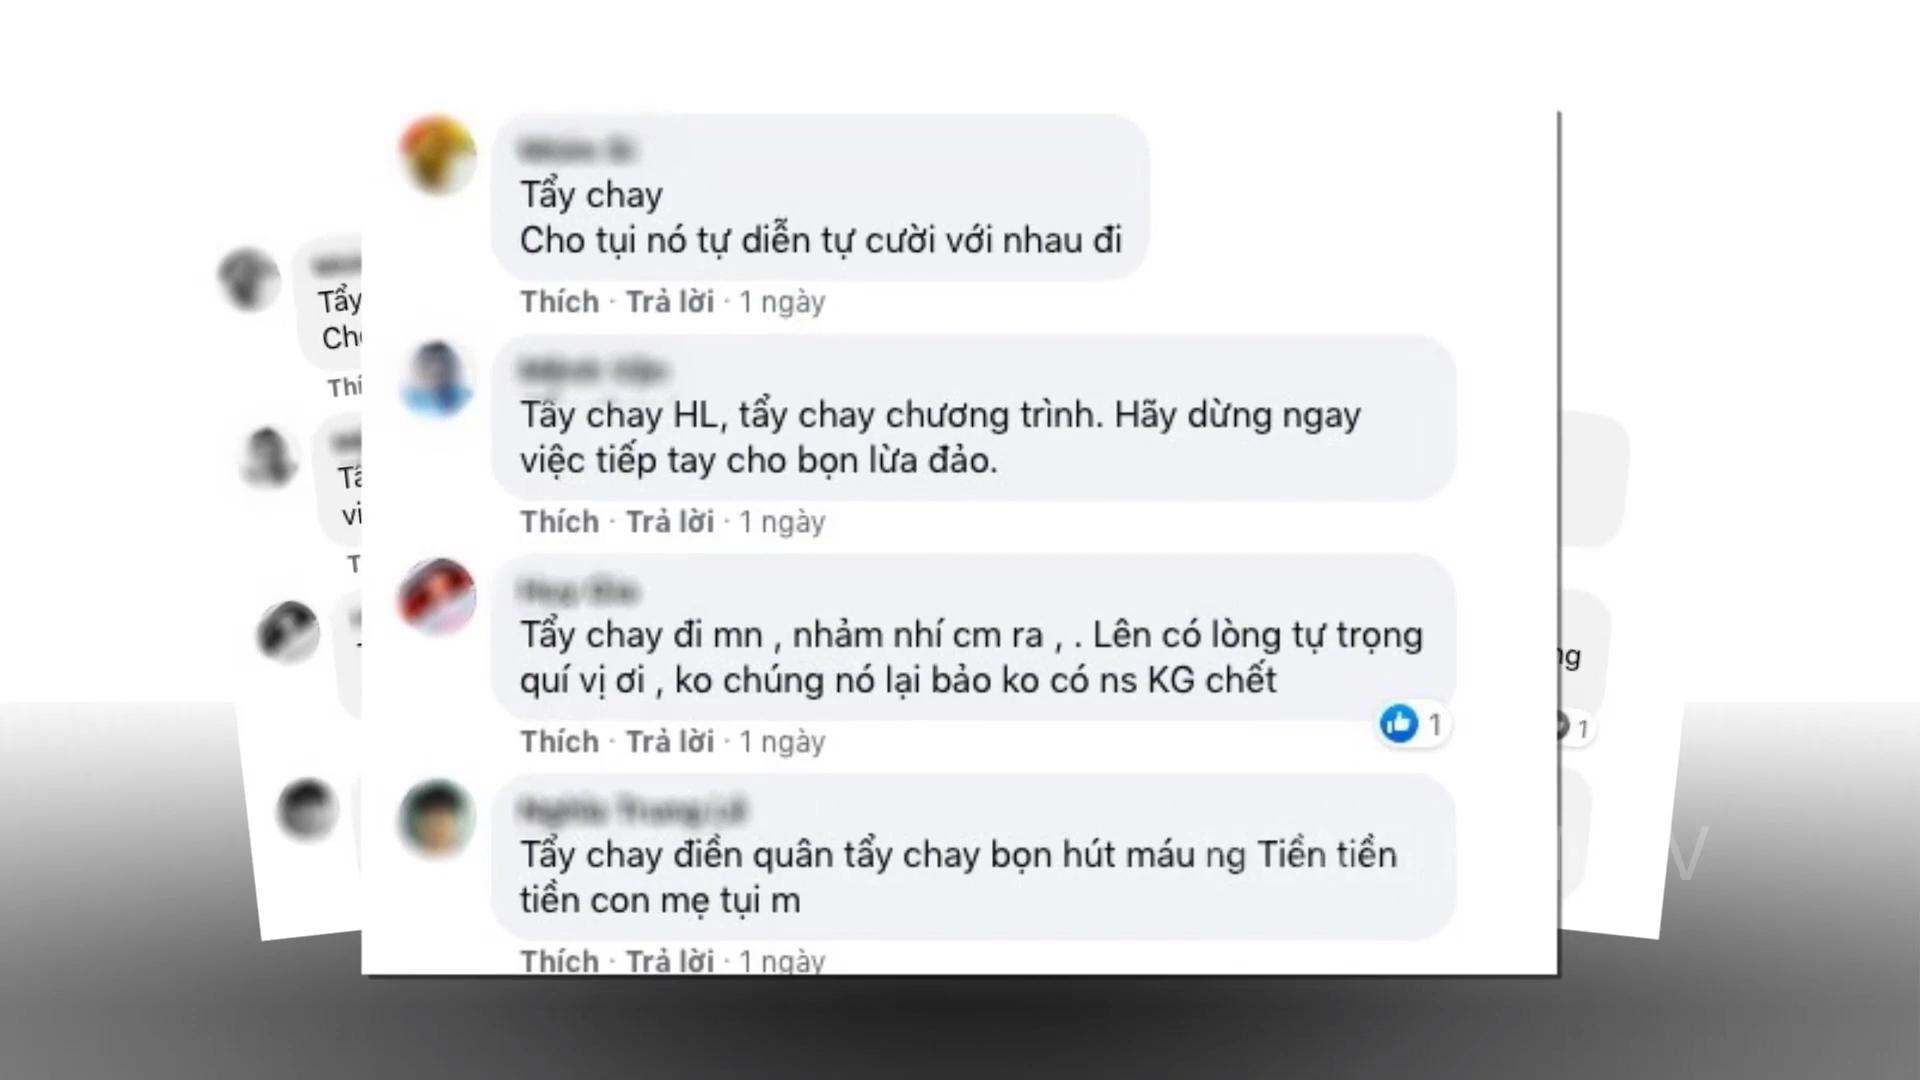 Tẩy chay
Cho tụi nó tự diễn tự cười với nhau đi
Thích · Trả lời · 1 ngày
Tẩy chay HL, tẩy chay chương trình. Hãy dừng ngay
việc tiếp tay cho bọn lừa đảo.
Thích · Trả lời · 1 ngày
Tẩy chay đi mn , nhảm nhí cm ra , . Lên có lòng tự trọng
quí vị ơi , ko chúng nó lại bảo ko có ns KG chết
1
Thích · Trả lời · 1 ngày
Tẩy chay điền quân tẩy chay bọn hút máu ng Tiền tiền
tiền con mẹ tụi m
Thích · Trả lời · 1 ngày
Tẩy
1